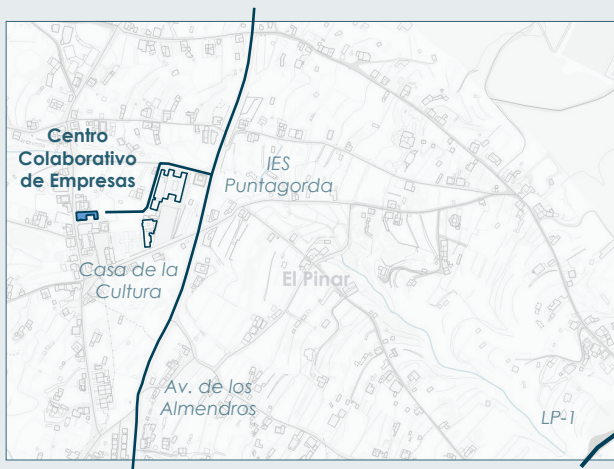 Centro
Colaborativo
de Empresas
IES
Puntagorda
Casa de la
Cultura
El Pinar
Av. de los
Almendros
LP-1